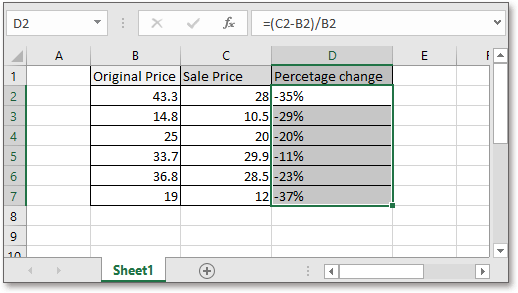 D2 =(C2-B2)/B2
A B C D E F
1 Original Price Sale Price Percetage change
2 43.3 28 -35%
3 14.8 10.5 -29%
4 25 20 -20%
5 33.7 29.9 -11%
6 36.8 28.5 -23%
7 19 12 -37%
8
9
10
Sheet1